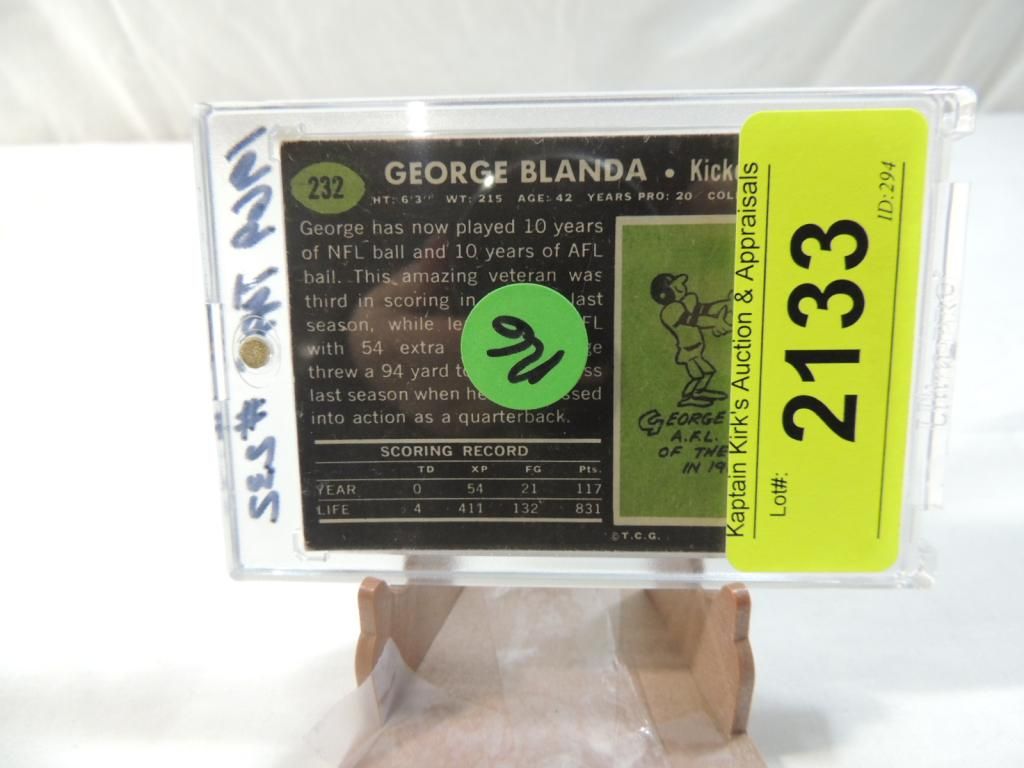 232
GEORGE BLANDA • Kick
HT: 6'3" WT: 215 AGE: 42 YEARS PRO: 20 COL
George has now played 10 years
of NFL ball and 10 years of AFL
ball. This amazing veteran was
third in scoring in last
season, while le FL
with 54 extra ge
threw a 94 yard to ss
last season when he ssed
into action as a quarterback.
SCORING RECORD
TD XP FG Pts.
YEAR 0 54 21 117
LIFE 4 411 132 831
GEORGE
A.F.L.
OF THE
IN 19
©T.C.G.
Kaptain Kirk's Auction & Appraisals
Lot#:
2133
ID:294